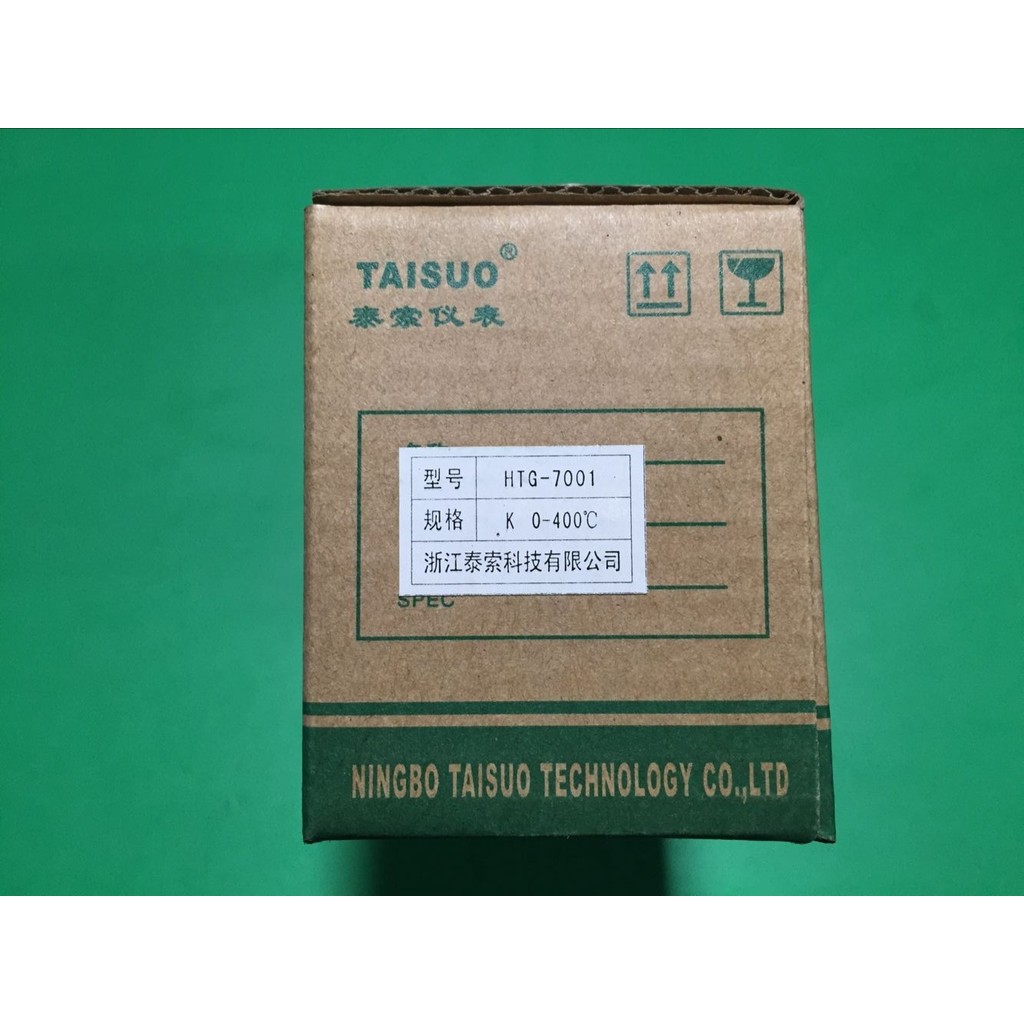 TAISUO®
泰索仪表
型号 HTG-7001
规格 K 0-400℃
浙江泰索科技有限公司
SPEC
NINGBO TAISUO TECHNOLOGY CO.,LTD